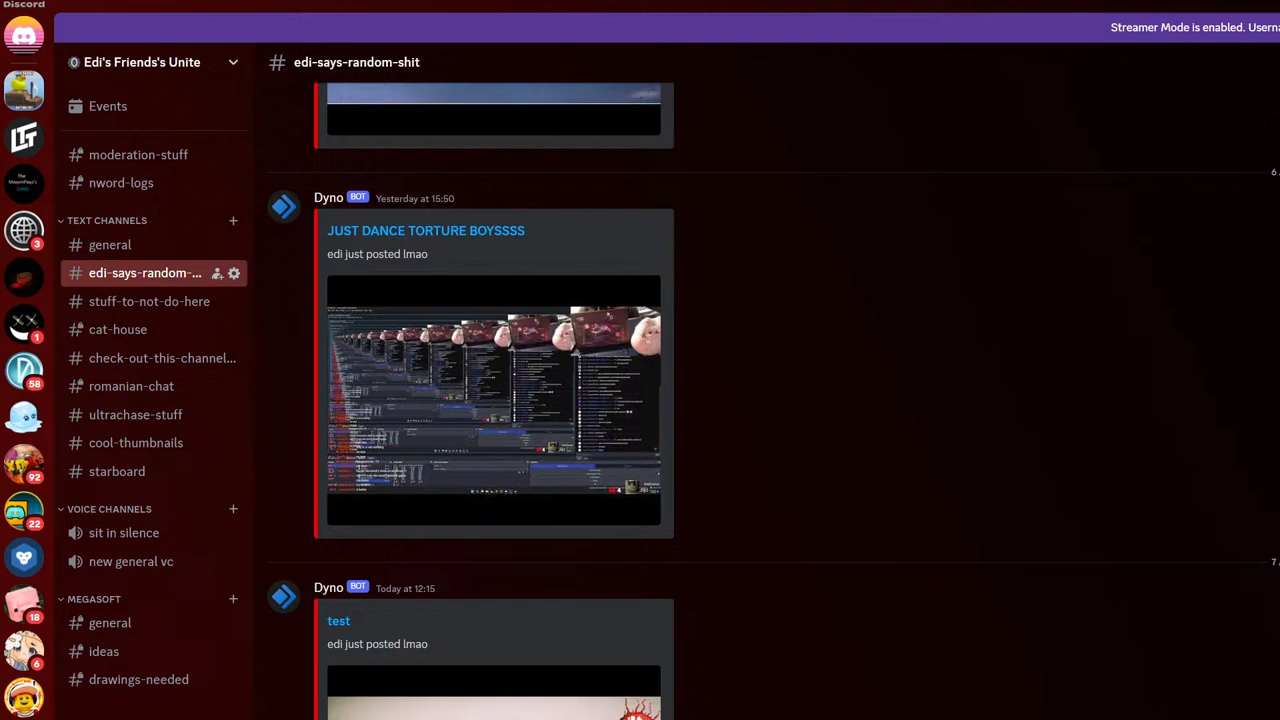 Discord
Streamer Mode is enabled. Userna
Edi's Friends's Unite
Events
moderation-stuff
nword-logs
TEXT CHANNELS
general
edi-says-random-...
stuff-to-not-do-here
cat-house
check-out-this-channel...
romanian-chat
ultrachase-stuff
cool-thumbnails
starboard
VOICE CHANNELS
sit in silence
new general vc
MEGASOFT
general
ideas
drawings-needed
The
3
1
58
92
22
18
6
edi-says-random-shit
6
Dyno BOT Yesterday at 15:50
JUST DANCE TORTURE BOYSSSS
edi just posted lmao
7
Dyno BOT Today at 12:15
test
edi just posted lmao